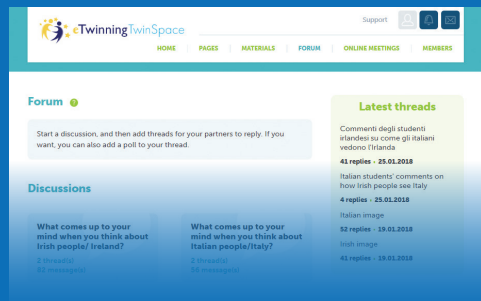 eTwinning TwinSpace
Support
HOME PAGES MATERIALS FORUM ONLINE MEETINGS MEMBERS
Forum ?
Start a discussion, and then add threads for your partners to reply. If you
want, you can also add a poll to your thread.
Discussions
What comes up to your
mind when you think about
Irish people/ Ireland?
2 thread(s)
What comes up to your
mind when you think about
Italian people/Italy?
2 thread(s)
Latest threads
Commenti degli studenti
irlandesi su come gli italiani
vedono l'Irlanda
41 replies - 25.01.2018
Italian students' comments on
how Irish people see Italy
4 replies - 25.01.2018
Italian image
52 replies - 19.01.2018
Irish image
41 replies - 19.01.2018